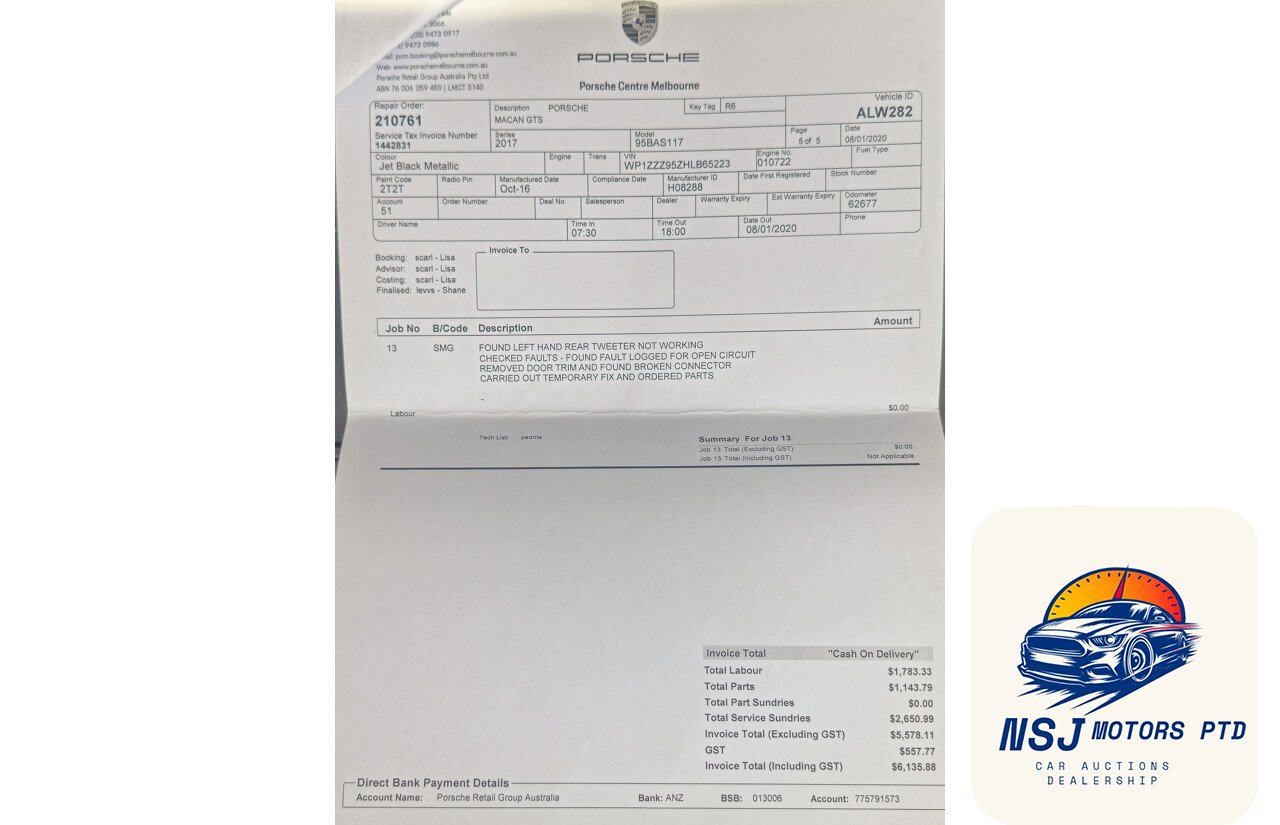 3066
(03) 9473 0917
9473 0986
pcm.booking@porschemelbourne.com.au
Web: www.porschemelbourne.com.au
Porsche Retail Group Australia Pty Ltd
ABN 76 006 059 459 | LMCT 3140
PORSCHE
PORSCHE
Porsche Centre Melbourne
Repair Order:
210761
Description PORSCHE
MACAN GTS
Key Tag R6
Vehicle ID
ALW282
Service Tax Invoice Number
1442831
Series
2017
Model
95BAS117
Page
5 of 5
Date
08/01/2020
Colour
Jet Black Metallic
Engine
Trans
VIN
WP1ZZZ95ZHLB65223
Engine No.
010722
Fuel Type
Paint Code
2T2T
Radio Pin
Manufactured Date
Oct-16
Compliance Date
Manufacturer ID
H08288
Date First Registered
Stock Number
Account
51
Order Number
Deal No.
Salesperson
Dealer
Warranty Expiry
Ext Warranty Expiry
Odometer
62677
Driver Name
Time In
07:30
Time Out
18:00
Date Out
08/01/2020
Phone
Booking: scarl - Lisa
Advisor: scarl - Lisa
Costing: scarl - Lisa
Finalised: levvs - Shane
Invoice To
Job No B/Code Description Amount
13 SMG FOUND LEFT HAND REAR TWEETER NOT WORKING
CHECKED FAULTS - FOUND FAULT LOGGED FOR OPEN CIRCUIT
REMOVED DOOR TRIM AND FOUND BROKEN CONNECTOR
CARRIED OUT TEMPORARY FIX AND ORDERED PARTS
-
Labour $0.00
Tech List: padma
Summary For Job 13
Job 13 Total (Excluding GST) $0.00
Job 13 Total (Including GST) Not Applicable
Invoice Total "Cash On Delivery"
Total Labour $1,783.33
Total Parts $1,143.79
Total Part Sundries $0.00
Total Service Sundries $2,650.99
Invoice Total (Excluding GST) $5,578.11
GST $557.77
Invoice Total (Including GST) $6,135.88
Direct Bank Payment Details
Account Name: Porsche Retail Group Australia Bank: ANZ BSB: 013006 Account: 775791573
NSJ MOTORS PTD
CAR AUCTIONS
DEALERSHIP